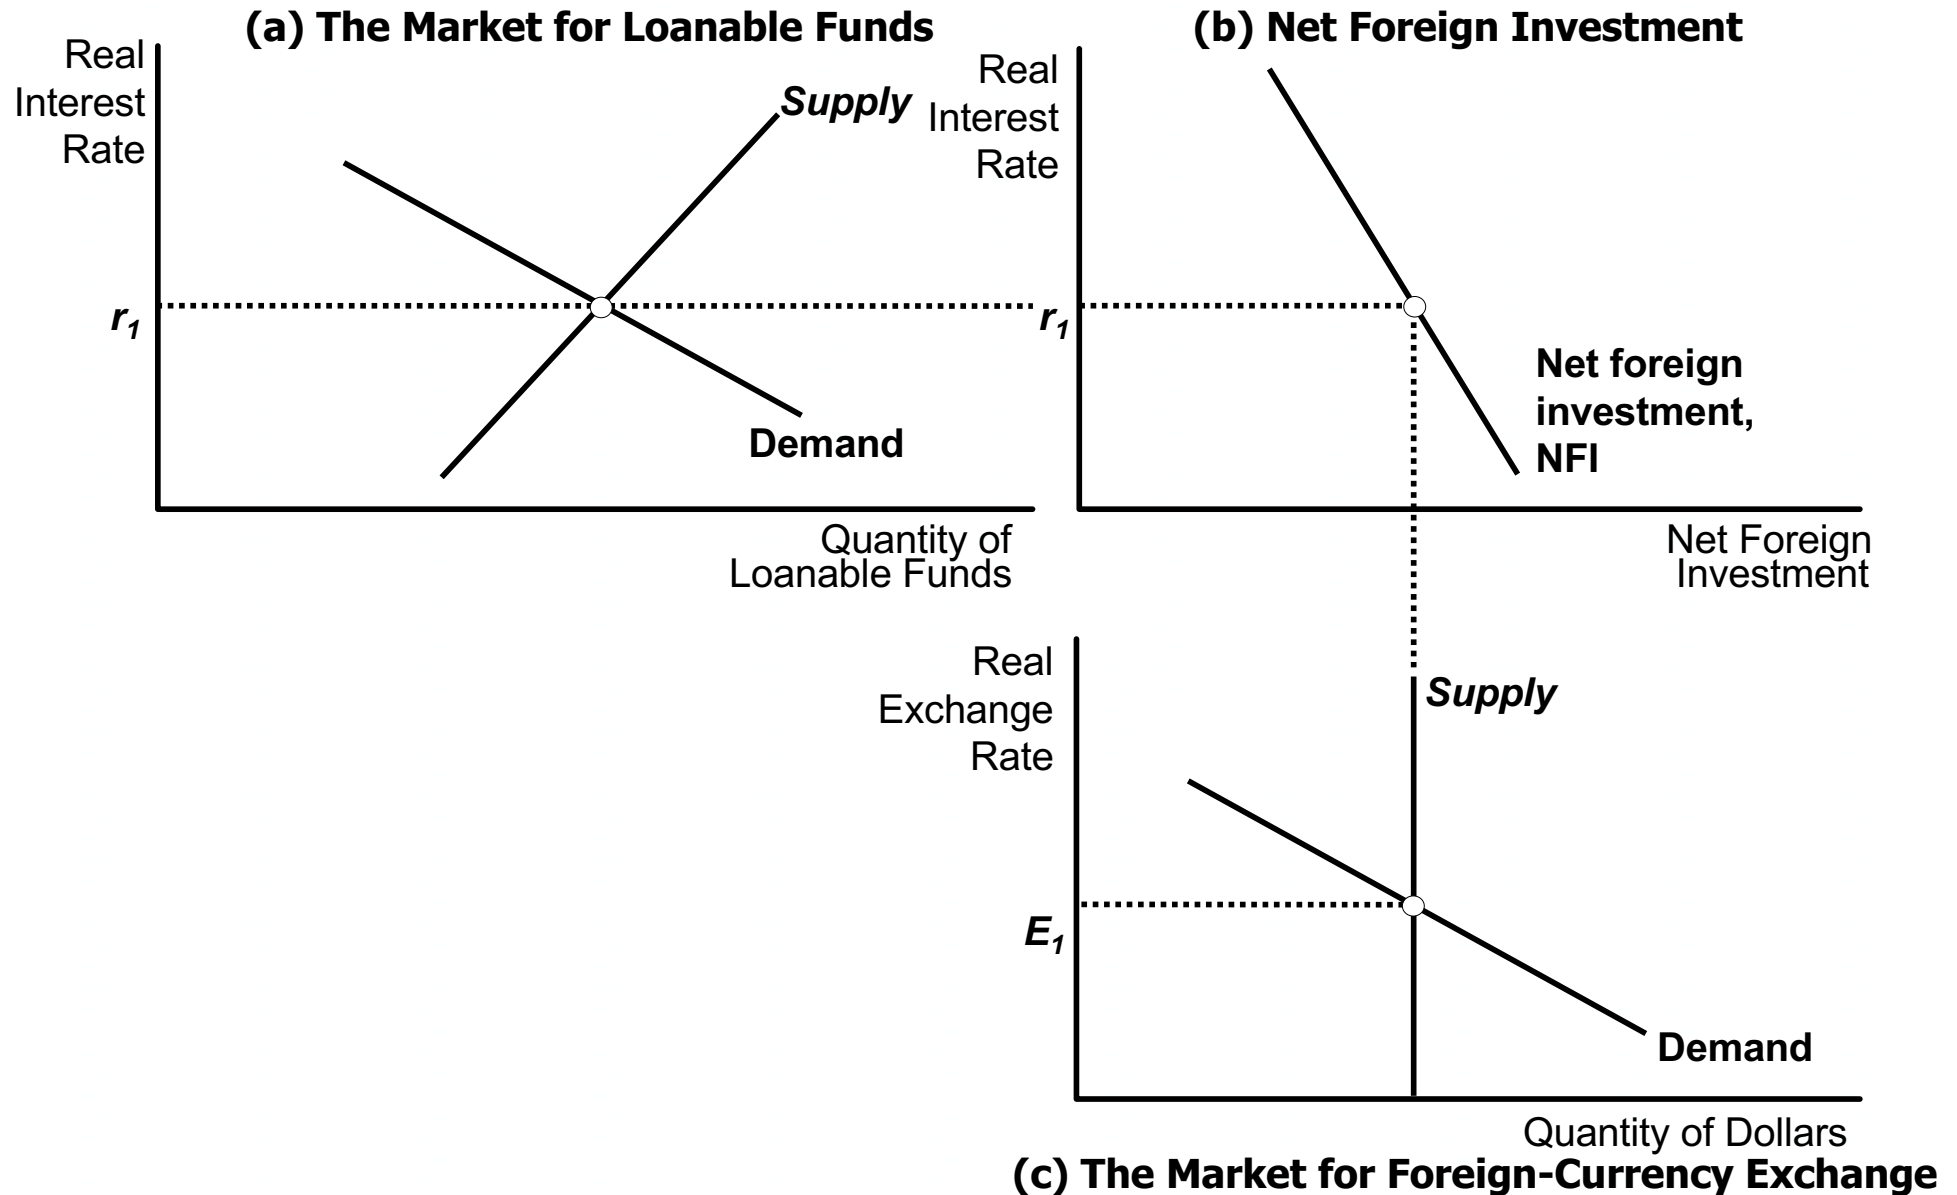 (a) The Market for Loanable Funds
Real
Interest
Rate
Supply
r1
Demand
Quantity of
Loanable Funds
(b) Net Foreign Investment
Real
Interest
Rate
r1
Net foreign
investment,
NFI
Net Foreign
Investment
Real
Exchange
Rate
Supply
E1
Demand
Quantity of Dollars
(c) The Market for Foreign-Currency Exchange